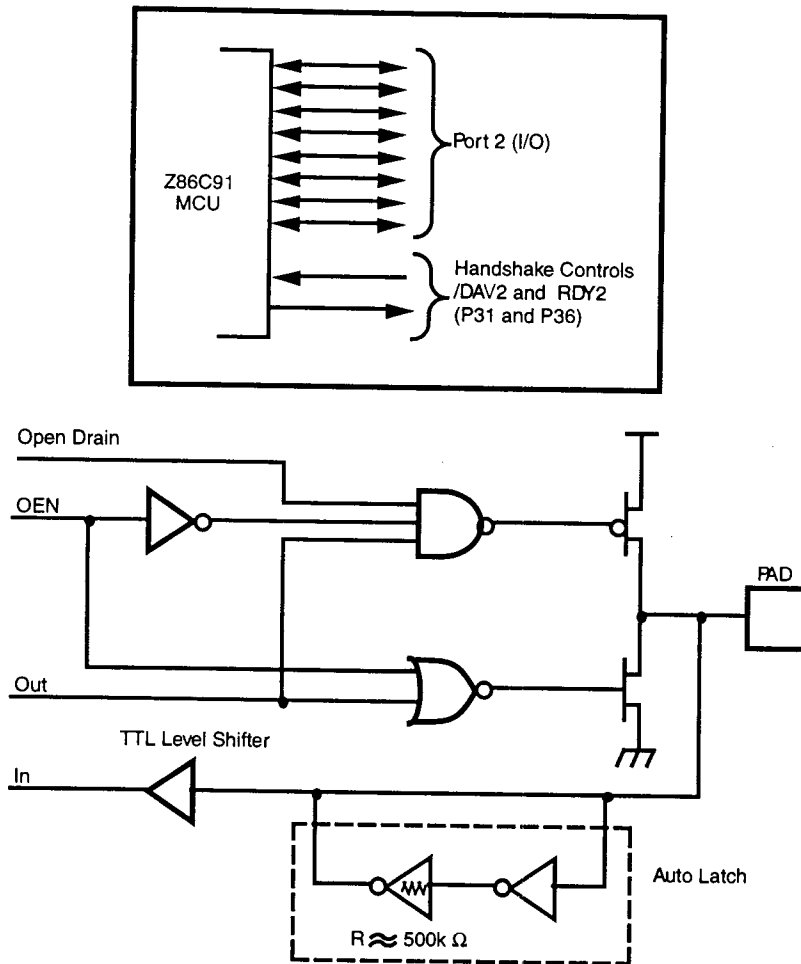 Z86C91
MCU
Port 2 (I/O)
Handshake Controls
/DAV2 and RDY2
(P31 and P36)
Open Drain
OEN
PAD
Out
TTL Level Shifter
In
Auto Latch
R ≈ 500k Ω